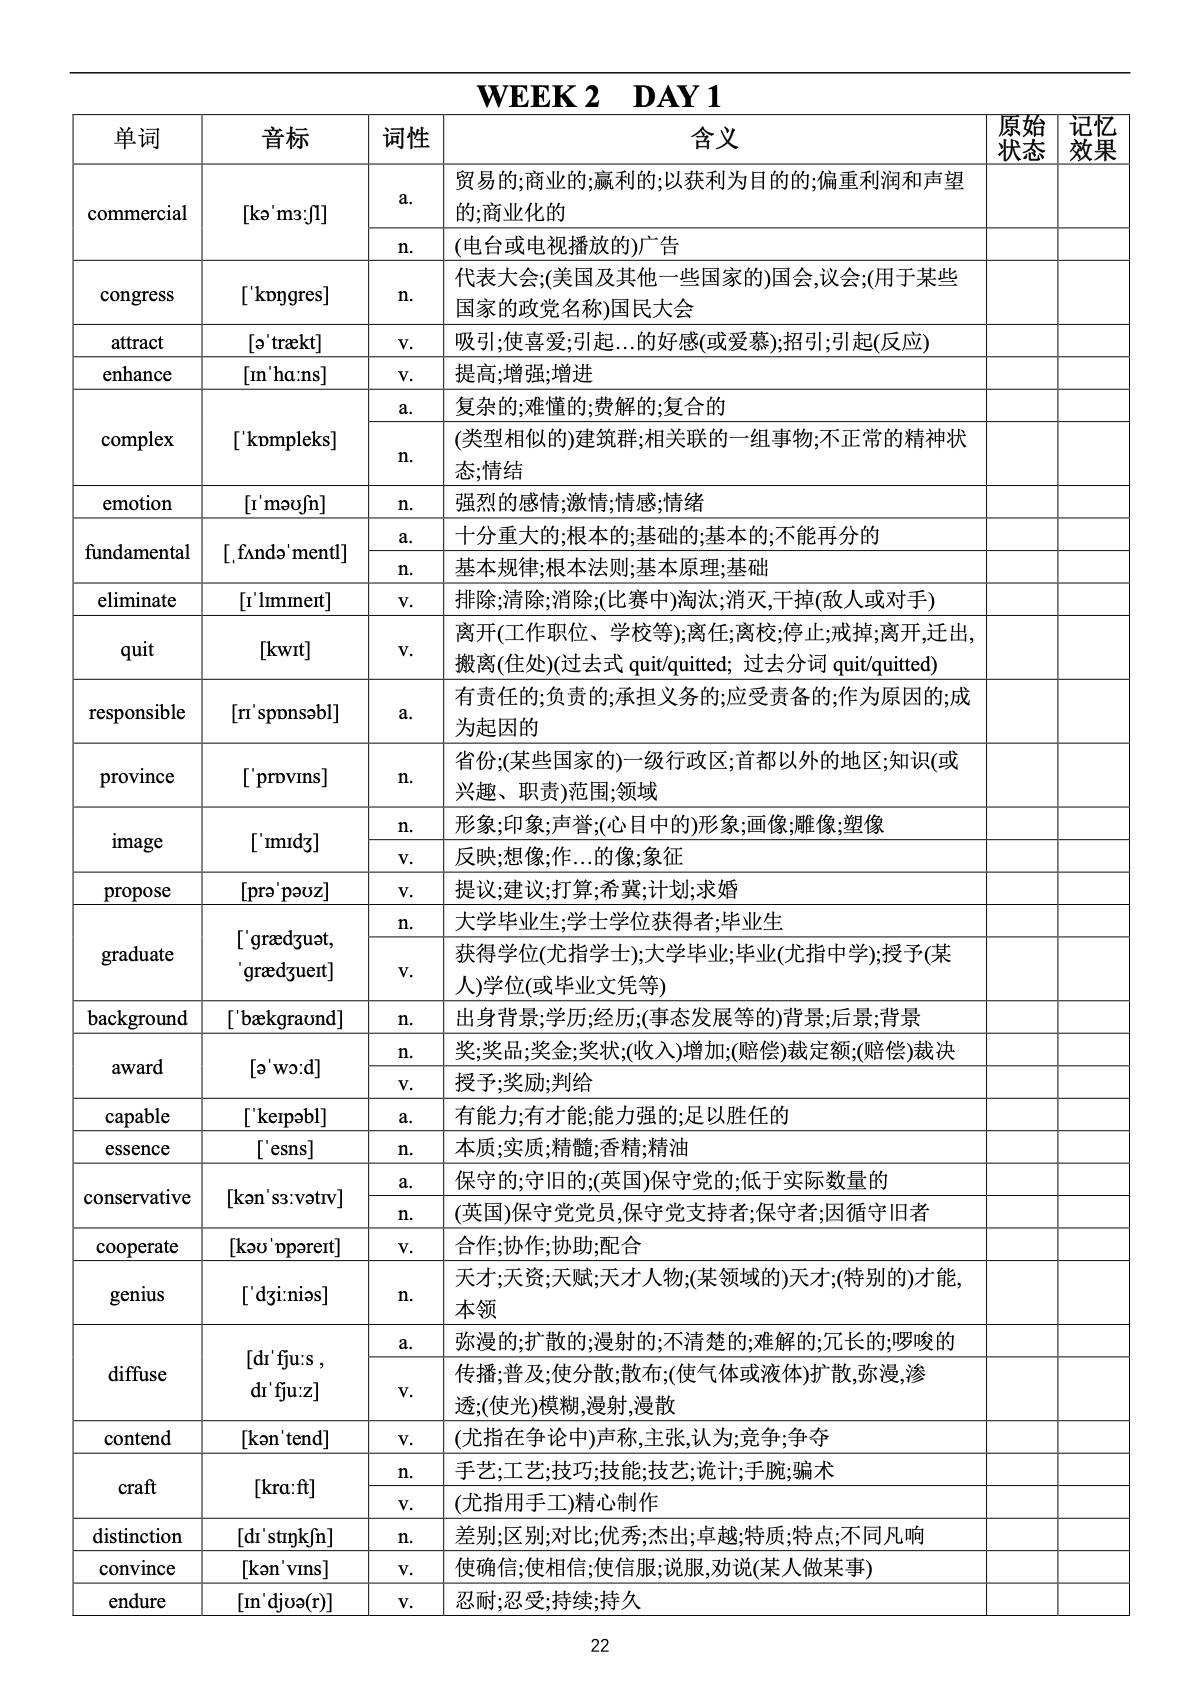 WEEK 2 DAY 1
单词 音标 词性 含义 原始状态 记忆效果
commercial [kəˈmɜːʃl] a. 贸易的;商业的;赢利的;以获利为目的的;偏重利润和声望
的;商业化的
n. (电台或电视播放的)广告
congress [ˈkɒŋɡres] n. 代表大会;(美国及其他一些国家的)国会,议会;(用于某些
国家的政党名称)国民大会
attract [əˈtrækt] v. 吸引;使喜爱;引起…的好感(或爱慕);招引;引起(反应)
enhance [ɪnˈhɑːns] v. 提高;增强;增进
complex [ˈkɒmpleks] a. 复杂的;难懂的;费解的;复合的
n. (类型相似的)建筑群;相关联的一组事物;不正常的精神状
态;情结
emotion [ɪˈməʊʃn] n. 强烈的感情;激情;情感;情绪
fundamental [ˌfʌndəˈmentl] a. 十分重大的;根本的;基础的;基本的;不能再分的
n. 基本规律;根本法则;基本原理;基础
eliminate [ɪˈlɪmɪneɪt] v. 排除;清除;消除;(比赛中)淘汰;消灭,干掉(敌人或对手)
quit [kwɪt] v. 离开(工作职位、学校等);离任;离校;停止;戒掉;离开,迁出,
搬离(住处)(过去式 quit/quitted; 过去分词 quit/quitted)
responsible [rɪˈspɒnsəbl] a. 有责任的;负责的;承担义务的;应受责备的;作为原因的;成
为起因的
province [ˈprɒvɪns] n. 省份;(某些国家的)一级行政区;首都以外的地区;知识(或
兴趣、职责)范围;领域
image [ˈɪmɪdʒ] n. 形象;印象;声誉;(心目中的)形象;画像;雕像;塑像
v. 反映;想像;作…的像;象征
propose [prəˈpəʊz] v. 提议;建议;打算;希冀;计划;求婚
graduate [ˈɡrædʒuət, ˈɡrædʒueɪt] n. 大学毕业生;学士学位获得者;毕业生
v. 获得学位(尤指学士);大学毕业;毕业(尤指中学);授予(某
人)学位(或毕业文凭等)
background [ˈbækɡraʊnd] n. 出身背景;学历;经历;(事态发展等的)背景;后景;背景
award [əˈwɔːd] n. 奖;奖品;奖金;奖状;(收入)增加;(赔偿)裁定额;(赔偿)裁决
v. 授予;奖励;判给
capable [ˈkeɪpəbl] a. 有能力;有才能;能力强的;足以胜任的
essence [ˈesns] n. 本质;实质;精髓;香精;精油
conservative [kənˈsɜːvətɪv] a. 保守的;守旧的;(英国)保守党的;低于实际数量的
n. (英国)保守党党员,保守党支持者;保守者;因循守旧者
cooperate [kəʊˈɒpəreɪt] v. 合作;协作;协助;配合
genius [ˈdʒiːniəs] n. 天才;天资;天赋;天才人物;(某领域的)天才;(特别的)才能,
本领
diffuse [dɪˈfjuːs , dɪˈfjuːz] a. 弥漫的;扩散的;漫射的;不清楚的;难解的;冗长的;啰唆的
v. 传播;普及;使分散;散布;(使气体或液体)扩散,弥漫,渗
透;(使光)模糊,漫射,漫散
contend [kənˈtend] v. (尤指在争论中)声称,主张,认为;竞争;争夺
craft [krɑːft] n. 手艺;工艺;技巧;技能;技艺;诡计;手腕;骗术
v. (尤指用手工)精心制作
distinction [dɪˈstɪŋkʃn] n. 差别;区别;对比;优秀;杰出;卓越;特质;特点;不同凡响
convince [kənˈvɪns] v. 使确信;使相信;使信服;说服,劝说(某人做某事)
endure [ɪnˈdjʊə(r)] v. 忍耐;忍受;持续;持久
22